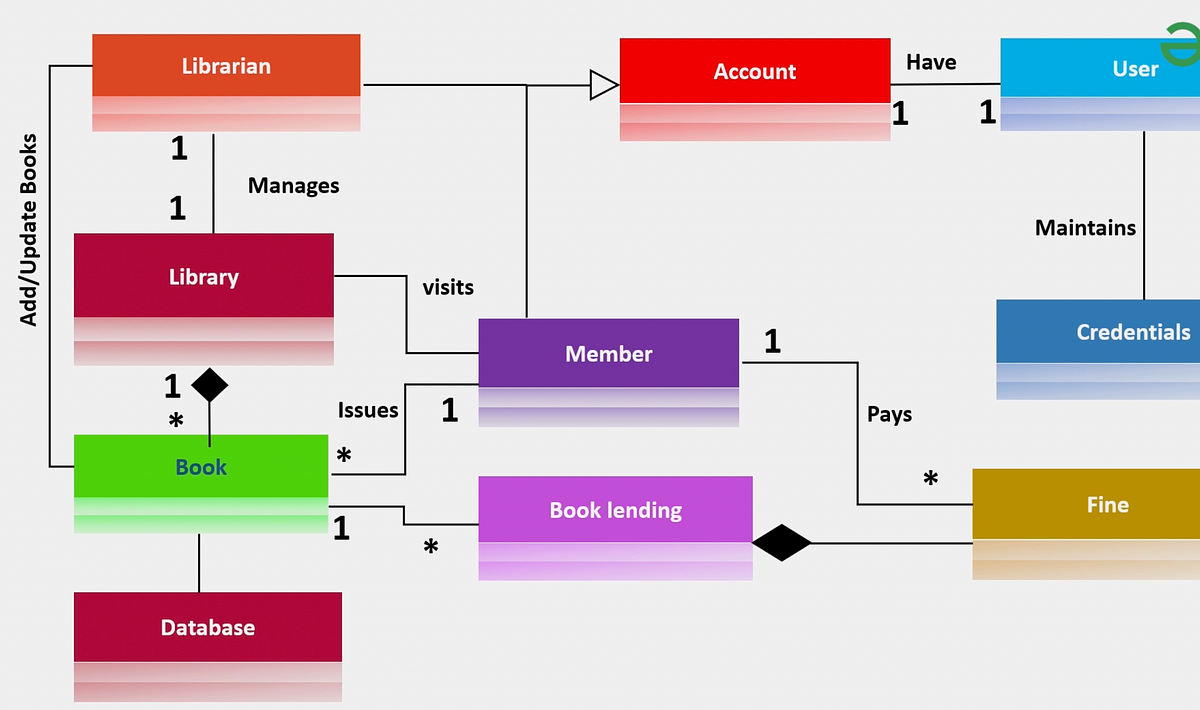 Librarian
Account
Have
User
1
1
1
Manages
1
Add/Update Books
Library
visits
Maintains
Member
1
Credentials
1
*
Issues
1
Pays
*
Book
*
1
*
Book lending
Fine
Database